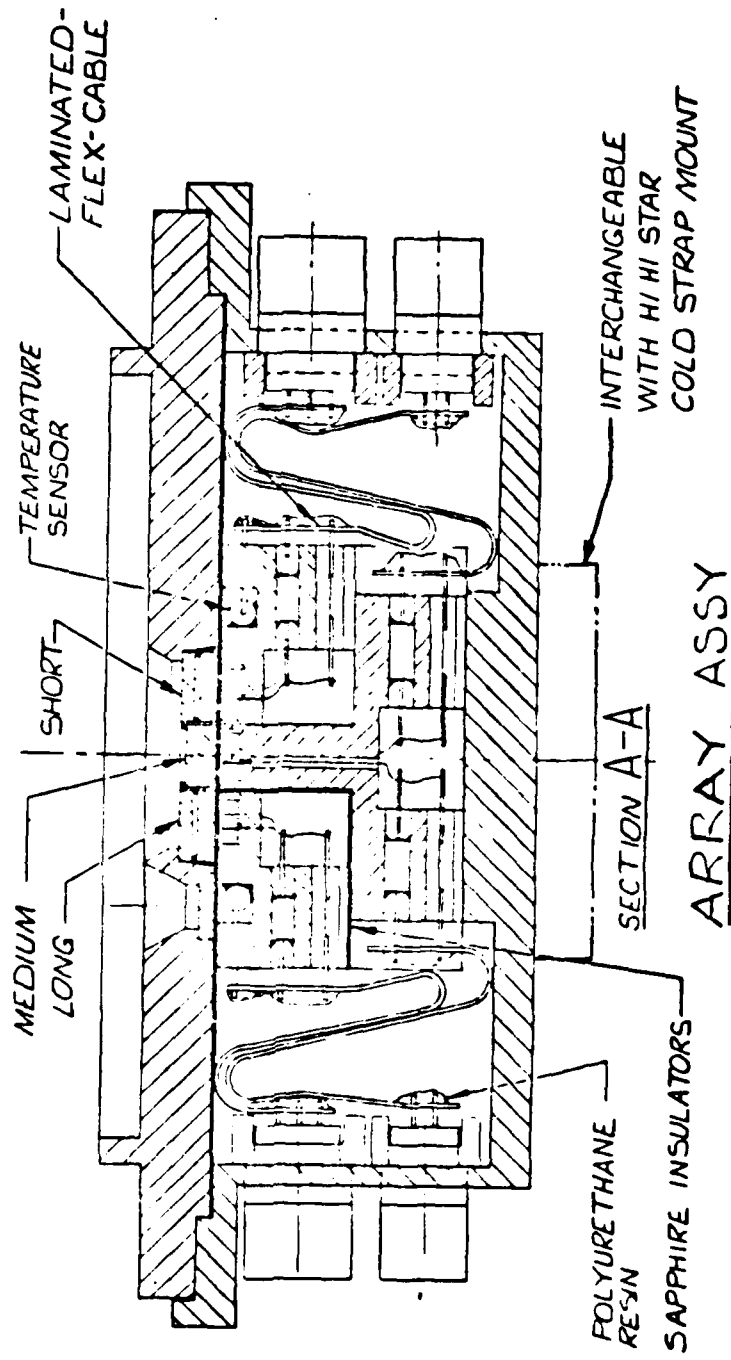 MEDIUM
LONG
SHORT
TEMPERATURE
SENSOR
LAMINATED-
FLEX-CABLE
POLYURETHANE
RESIN
SAPPHIRE INSULATORS
SECTION A-A
ARRAY ASSY
INTERCHANGEABLE
WITH HI HI STAR
COLD STRAP MOUNT